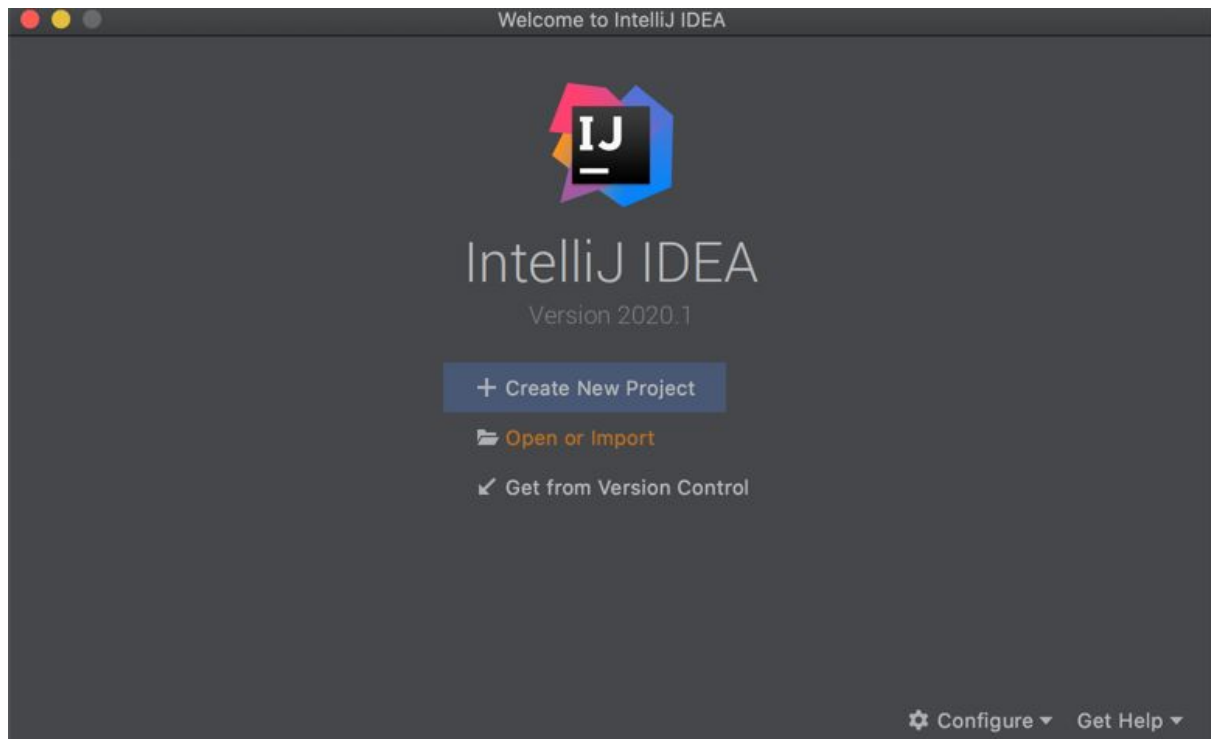 Welcome to IntelliJ IDEA
IJ
IntelliJ IDEA
Version 2020.1
+ Create New Project
Open or Import
Get from Version Control
Configure
Get Help